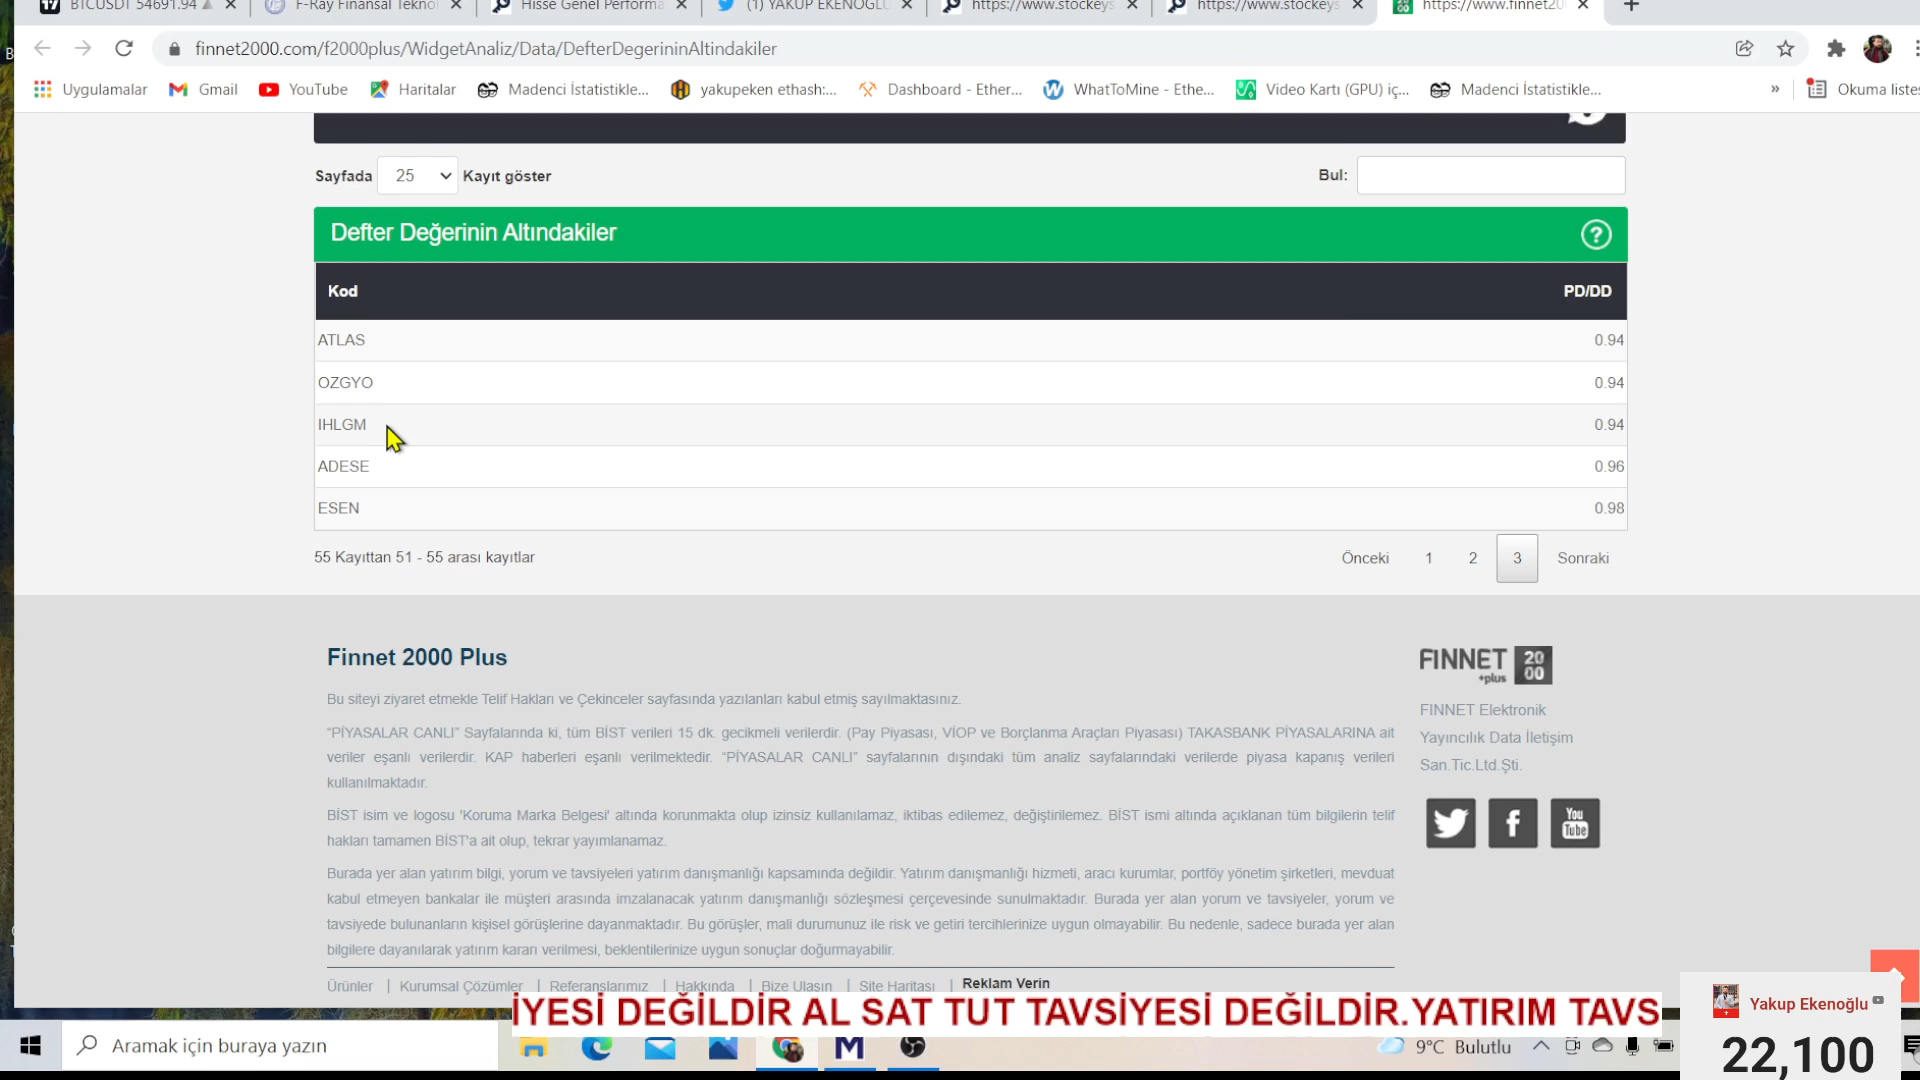 BTCUSDT 54691.94
F-Ray Finansal Teknol
Hisse Genel Performa
(1) YAKUP EKENOĞLU
https://www.stockeys
https://www.stockeys
https://www.finnet20
finnet2000.com/f2000plus/WidgetAnaliz/Data/DefterDegerininAltindakiler
Uygulamalar
Gmail
YouTube
Haritalar
Madenci İstatistikle...
yakupeken ethash:...
Dashboard - Ether...
WhatToMine - Ethe...
Video Kartı (GPU) iç...
Madenci İstatistikle...
»
Okuma listes
Sayfada 25 Kayıt göster
Bul:
Defter Değerinin Altındakiler
?
Kod PD/DD
ATLAS 0.94
OZGYO 0.94
IHLGM 0.94
ADESE 0.96
ESEN 0.98
55 Kayıttan 51 - 55 arası kayıtlar
Önceki 1 2 3 Sonraki
Finnet 2000 Plus
Bu siteyi ziyaret etmekle Telif Hakları ve Çekinceler sayfasında yazılanları kabul etmiş sayılmaktasınız.
“PİYASALAR CANLI” Sayfalarında ki, tüm BİST verileri 15 dk. gecikmeli verilerdir. (Pay Piyasası, VİOP ve Borçlanma Araçları Piyasası) TAKASBANK PİYASALARINA ait
veriler eşanlı verilerdir. KAP haberleri eşanlı verilmektedir. “PİYASALAR CANLI” sayfalarının dışındaki tüm analiz sayfalarındaki verilerde piyasa kapanış verileri
kullanılmaktadır.
BİST isim ve logosu 'Koruma Marka Belgesi' altında korunmakta olup izinsiz kullanılamaz, iktibas edilemez, değiştirilemez. BİST ismi altında açıklanan tüm bilgilerin telif
hakları tamamen BİST'a ait olup, tekrar yayımlanamaz.
Burada yer alan yatırım bilgi, yorum ve tavsiyeleri yatırım danışmanlığı kapsamında değildir. Yatırım danışmanlığı hizmeti, aracı kurumlar, portföy yönetim şirketleri, mevduat
kabul etmeyen bankalar ile müşteri arasında imzalanacak yatırım danışmanlığı sözleşmesi çerçevesinde sunulmaktadır. Burada yer alan yorum ve tavsiyeler, yorum ve
tavsiyede bulunanların kişisel görüşlerine dayanmaktadır. Bu görüşler, mali durumunuz ile risk ve getiri tercihlerinize uygun olmayabilir. Bu nedenle, sadece burada yer alan
bilgilere dayanılarak yatırım kararı verilmesi, beklentilerinize uygun sonuçlar doğurmayabilir.
FINNET 20 00
+plus
FINNET Elektronik
Yayıncılık Data İletişim
San.Tic.Ltd.Şti.
You Tube
Ürünler | Kurumsal Çözümler | Referanslarımız | Hakkında | Bize Ulaşın | Site Haritası | Reklam Verin
İYESİ DEĞİLDİR AL SAT TUT TAVSİYESİ DEĞİLDİR.YATIRIM TAVS
Yakup Ekenoğlu
22,100
Aramak için buraya yazın
9°C Bulutlu